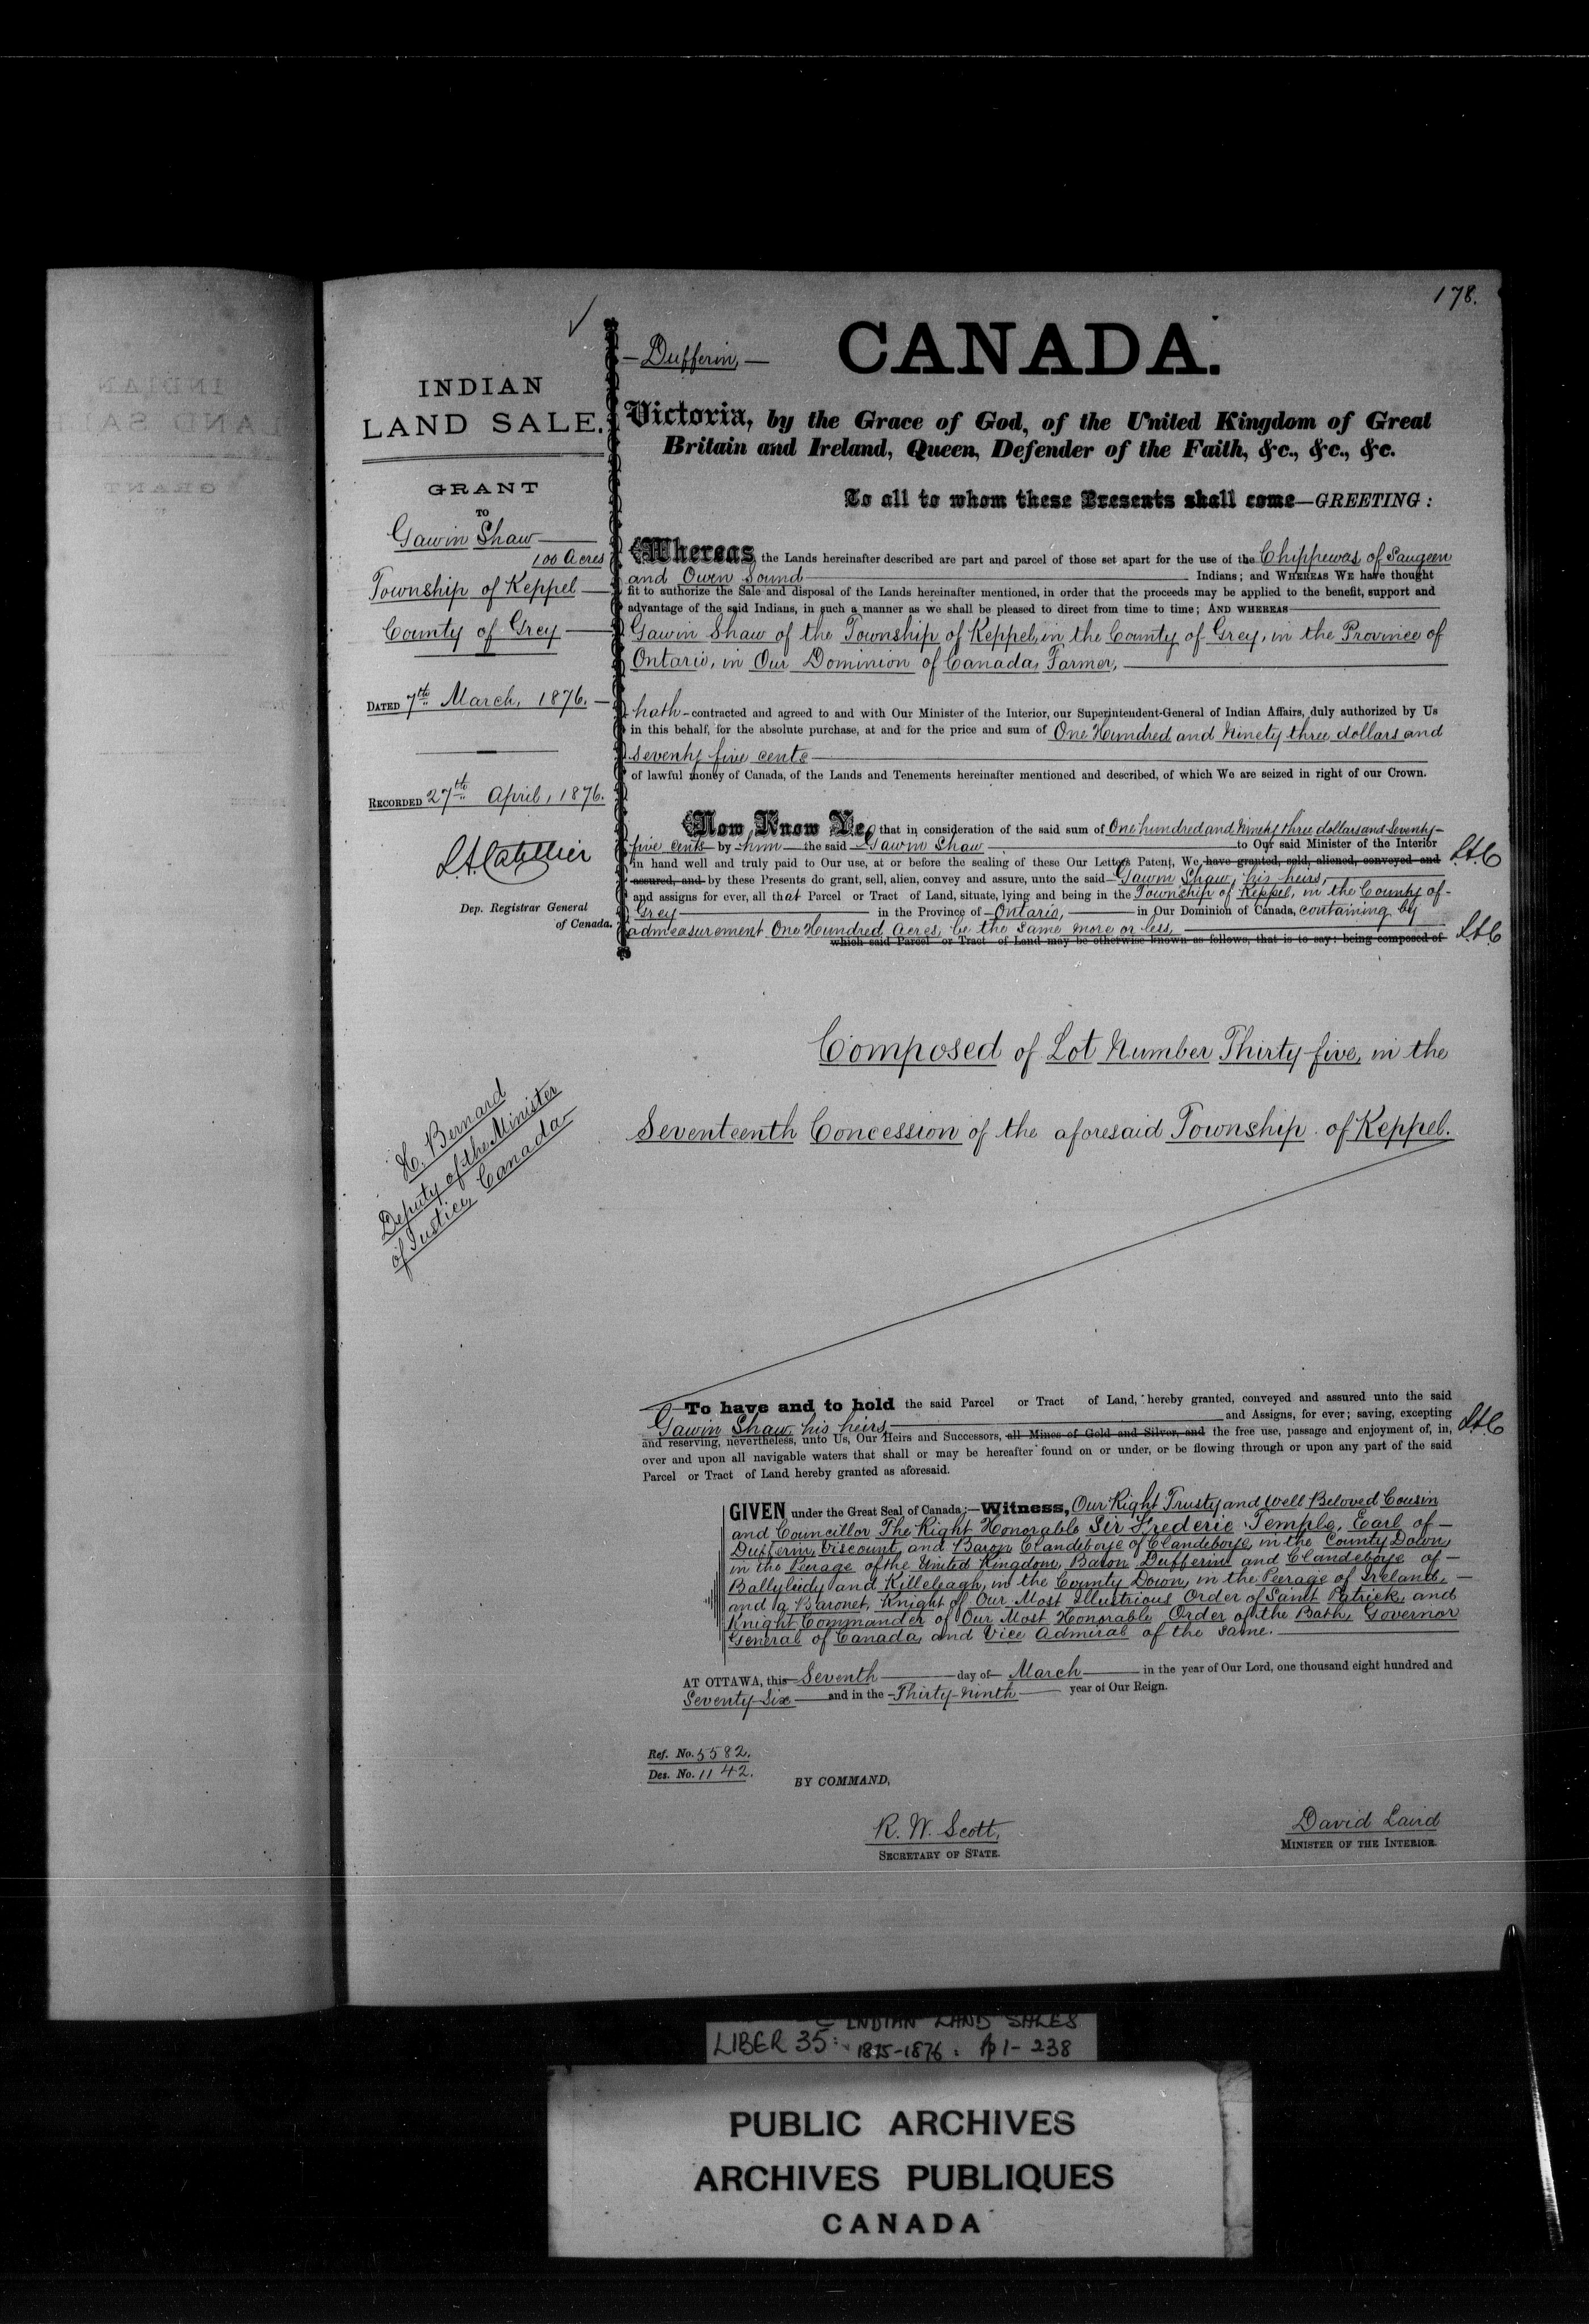 178.
INDIAN
LAND SALE.
GRANT
TO
Gawin Shaw
100 Acres
Township of Keppel
County of Grey
DATED 7th March, 1876.
RECORDED 27th April, 1876.
L.A. Catellier
Dep. Registrar General
of Canada.
H. Bernard
Deputy of the Minister
of Justice, Canada
Dufferin,
CANADA.
Victoria, by the Grace of God, of the United Kingdom of Great
Britain and Ireland, Queen, Defender of the Faith, &c., &c., &c.
To all to whom these Presents shall come—GREETING:
Whereas the Lands hereinafter described are part and parcel of those set apart for the use of the Chippewas of Saugeen
and Owen Sound Indians; and WHEREAS WE have thought
fit to authorize the Sale and disposal of the Lands hereinafter mentioned, in order that the proceeds may be applied to the benefit, support and
advantage of the said Indians, in such a manner as we shall be pleased to direct from time to time; AND WHEREAS
Gawin Shaw of the Township of Keppel, in the County of Grey, in the Province of
Ontario, in Our Dominion of Canada, Farmer,
hath contracted and agreed to and with Our Minister of the Interior, our Superintendent-General of Indian Affairs, duly authorized by Us
in this behalf, for the absolute purchase, at and for the price and sum of One Hundred and Ninety three dollars and
Seventy five cents
of lawful money of Canada, of the Lands and Tenements hereinafter mentioned and described, of which We are seized in right of our Crown.
Now Know Ye, that in consideration of the said sum of One hundred and Ninety three dollars and Seventy-
five cents by him the said Gawin Shaw to Our said Minister of the Interior
in hand well and truly paid to Our use, at or before the sealing of these Our Letters Patent, We have granted, sold, aliened, conveyed and L.A.C
assured, and by these Presents do grant, sell, alien, convey and assure, unto the said Gawin Shaw, his heirs,
and assigns for ever, all that Parcel or Tract of Land, situate, lying and being in the Township of Keppel, in the County of
Grey in the Province of Ontario, in Our Dominion of Canada, containing by
admeasurement One Hundred Acres, be the same more or less,
which said Parcel or Tract of Land may be otherwise known as follows, that is to say: being composed of L.A.C
Composed of Lot Number Thirty five, in the
Seventeenth Concession of the aforesaid Township of Keppel.
To have and to hold the said Parcel or Tract of Land, hereby granted, conveyed and assured unto the said
Gawin Shaw, his heirs and Assigns, for ever; saving, excepting
and reserving, nevertheless, unto Us, Our Heirs and Successors, all Mines of Gold and Silver, and the free use, passage and enjoyment of, in, L.A.C
over and upon all navigable waters that shall or may be hereafter found on or under, or be flowing through or upon any part of the said
Parcel or Tract of Land hereby granted as aforesaid.
GIVEN under the Great Seal of Canada;—Witness, Our Right Trusty and Well Beloved Cousin
and Councillor The Right Honorable Sir Frederic Temple, Earl of
Dufferin, Viscount and Baron Clandeboye of Clandeboye, in the County Down,
in the Peerage of the United Kingdom, Baron Dufferin and Clandeboye of
Ballyleidy and Killeleagh, in the County Down, in the Peerage of Ireland,
and a Baronet, Knight of Our Most Illustrious Order of Saint Patrick, and
Knight Commander of Our Most Honorable Order of the Bath, Governor
General of Canada, and Vice Admiral of the same.
AT OTTAWA, this Seventh day of March in the year of Our Lord, one thousand eight hundred and
Seventy Six and in the Thirty-ninth year of Our Reign.
Ref. No. 5582.
Des. No. 1142.
BY COMMAND,
R. W. Scott,
SECRETARY OF STATE.
David Laird
MINISTER OF THE INTERIOR.
INDIAN LAND SALES
LIBER 35: 1875-1876: pp 1-238
PUBLIC ARCHIVES
ARCHIVES PUBLIQUES
CANADA